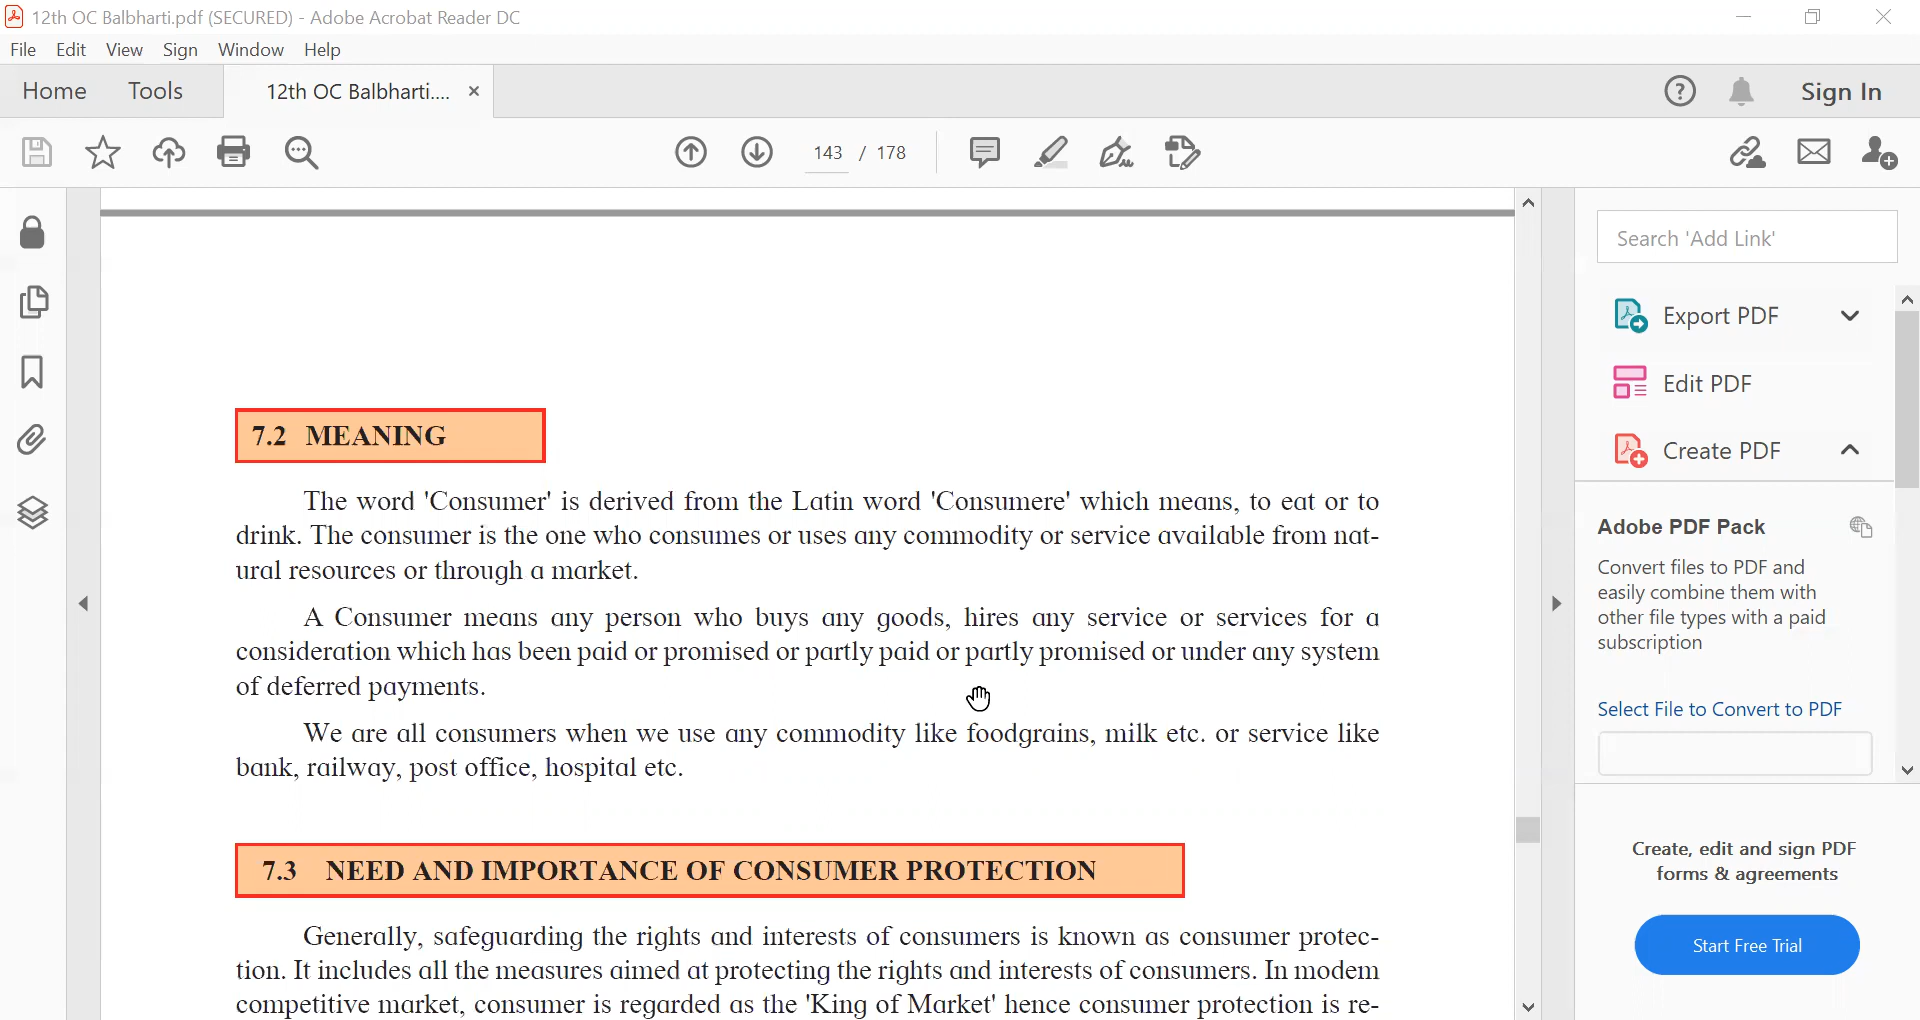 12th OC Balbharti.pdf (SECURED) - Adobe Acrobat Reader DC
File Edit View Sign Window Help
Home Tools 12th OC Balbharti.... × Sign In
143 / 178
Search 'Add Link'
Export PDF
Edit PDF
Create PDF
Adobe PDF Pack
Convert files to PDF and
easily combine them with
other file types with a paid
subscription
Select File to Convert to PDF
Create, edit and sign PDF
forms & agreements
Start Free Trial
7.2 MEANING
The word 'Consumer' is derived from the Latin word 'Consumere' which means, to eat or to
drink. The consumer is the one who consumes or uses any commodity or service available from nat-
ural resources or through a market.
A Consumer means any person who buys any goods, hires any service or services for a
consideration which has been paid or promised or partly paid or partly promised or under any system
of deferred payments.
We are all consumers when we use any commodity like foodgrains, milk etc. or service like
bank, railway, post office, hospital etc.
7.3 NEED AND IMPORTANCE OF CONSUMER PROTECTION
Generally, safeguarding the rights and interests of consumers is known as consumer protec-
tion. It includes all the measures aimed at protecting the rights and interests of consumers. In modem
competitive market, consumer is regarded as the 'King of Market' hence consumer protection is re-